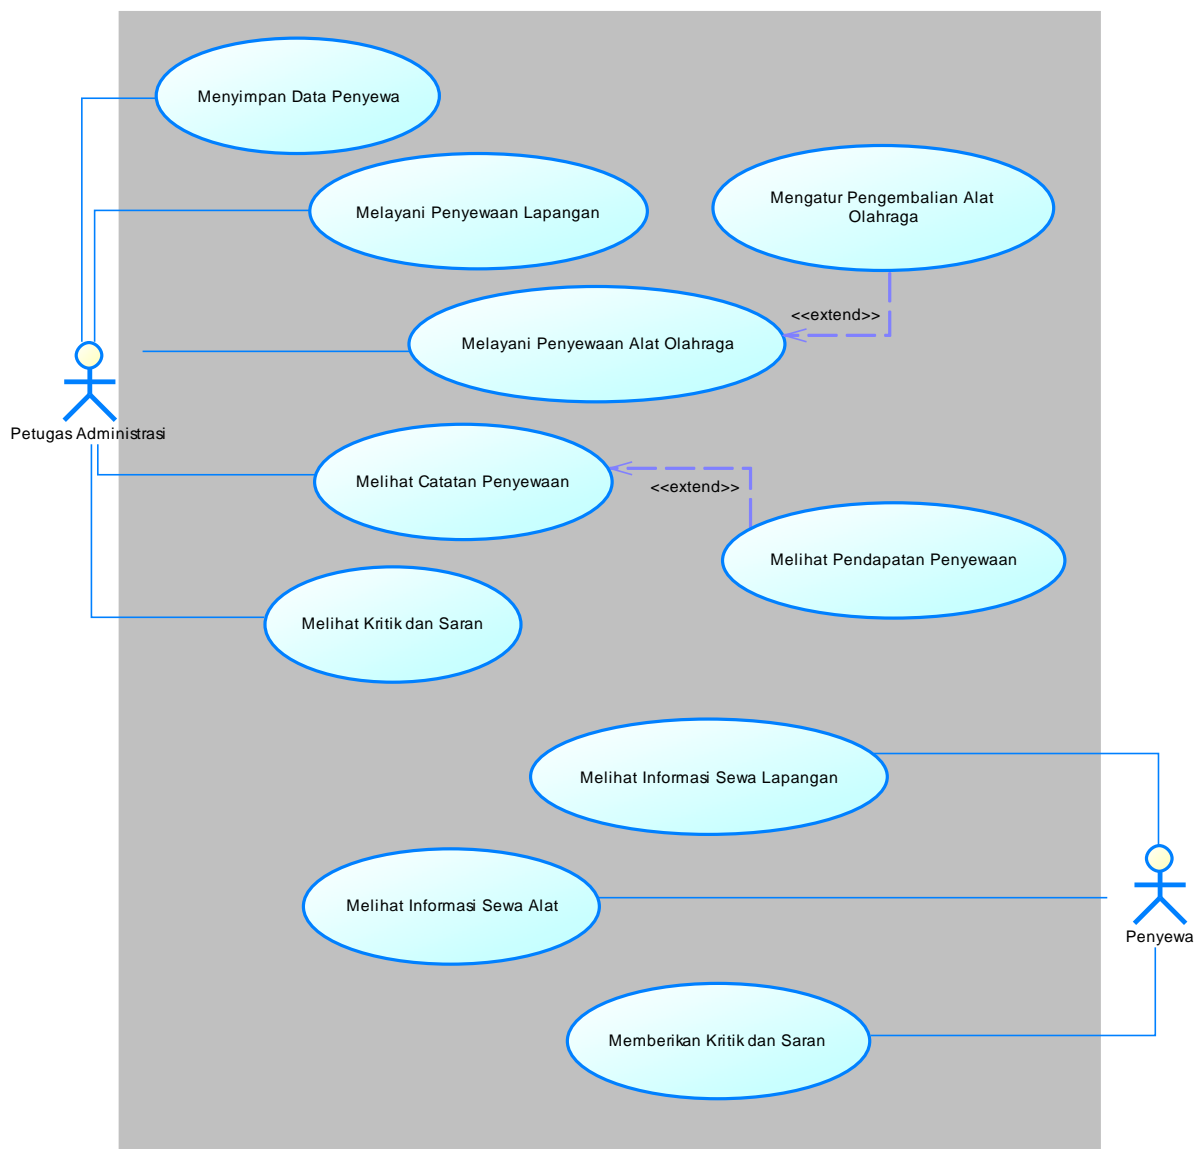 Menyimpan Data Penyewa
Melayani Penyewaan Lapangan
Mengatur Pengembalian Alat
Olahraga
<<extend>>
Melayani Penyewaan Alat Olahraga
Petugas Administrasi
Melihat Catatan Penyewaan
<<extend>>
Melihat Pendapatan Penyewaan
Melihat Kritik dan Saran
Melihat Informasi Sewa Lapangan
Melihat Informasi Sewa Alat
Penyewa
Memberikan Kritik dan Saran